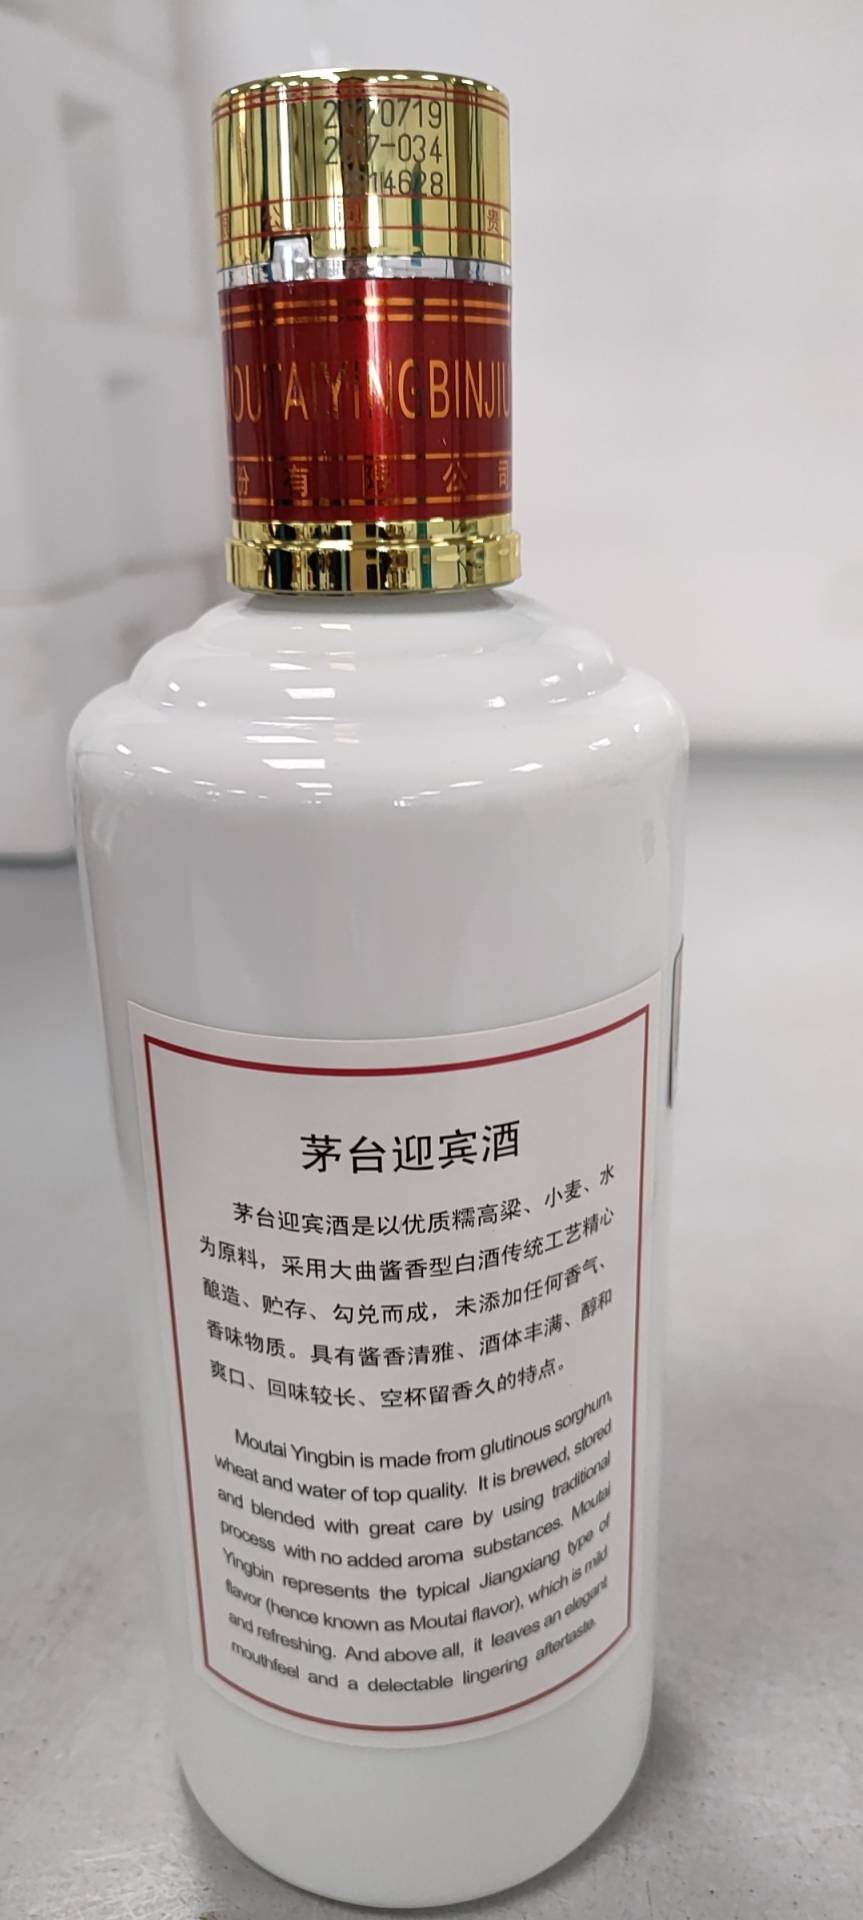 0719
-034
14628
公司 贵
OUTAIYINGBINJIU
份有限公司
茅台迎宾酒
茅台迎宾酒是以优质糯高粱、小麦、水
为原料，采用大曲酱香型白酒传统工艺精心
酿造、贮存、勾兑而成，未添加任何香气、
香味物质。具有酱香清雅、酒体丰满、醇和
爽口、回味较长、空杯留香久的特点。
Moutai Yingbin is made from glutinous sorghum,
wheat and water of top quality. It is brewed, stored
and blended with great care by using traditional
process with no added aroma substances. Moutai
Yingbin represents the typical Jiangxiang type of
flavor (hence known as Moutai flavor), which is mild
and refreshing. And above all, it leaves an elegant
mouthfeel and a delectable lingering aftertaste.